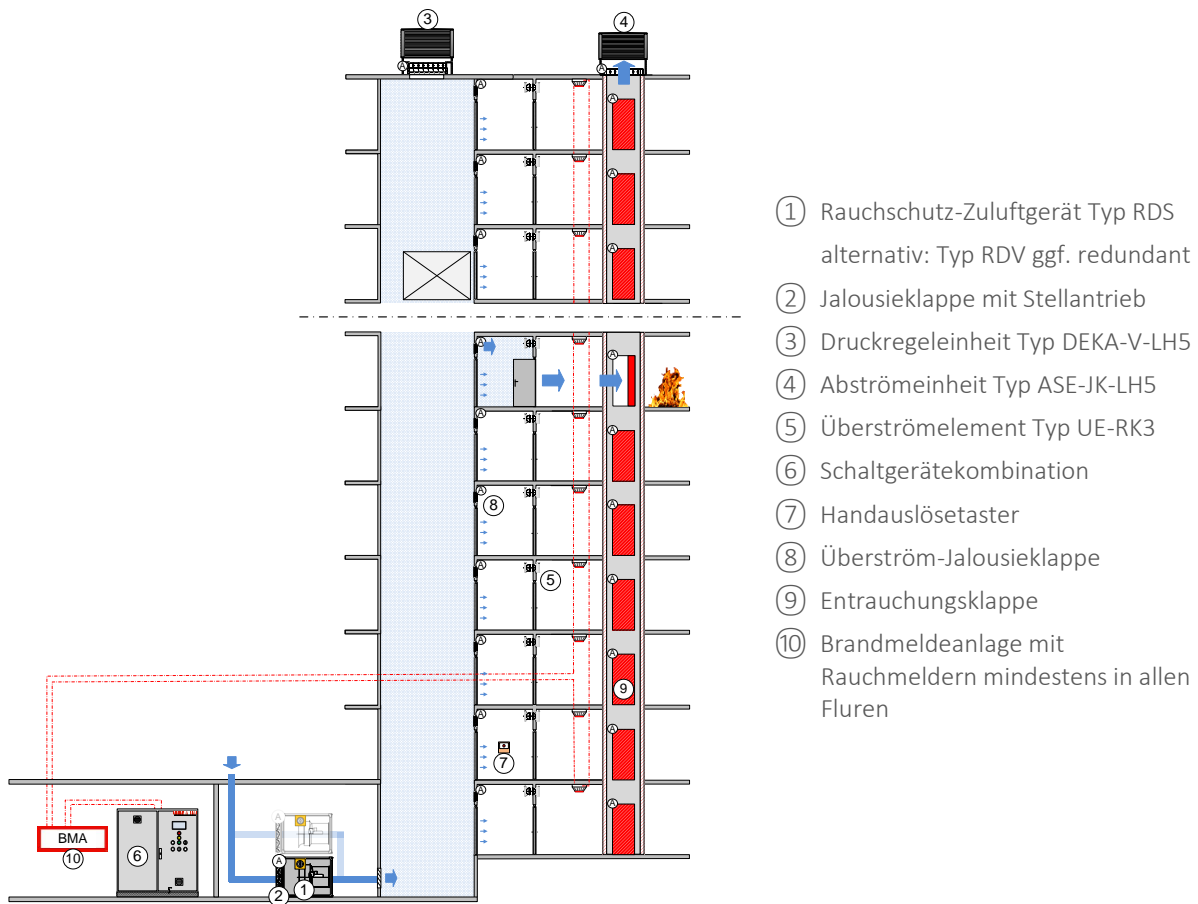 3
4
A
A
A
A
A
A
A
A
A
A
A
A
8
A
A
A
A
5
A
A
A
A
9
A
A
7
A
A
A
BMA
10
6
A
2
1
① Rauchschutz-Zuluftgerät Typ RDS
alternativ: Typ RDV ggf. redundant
② Jalousieklappe mit Stellantrieb
③ Druckregeleinheit Typ DEKA-V-LH5
④ Abströmeinheit Typ ASE-JK-LH5
⑤ Überströmelement Typ UE-RK3
⑥ Schaltgerätekombination
⑦ Handauslösetaster
⑧ Überström-Jalousieklappe
⑨ Entrauchungsklappe
⑩ Brandmeldeanlage mit
Rauchmeldern mindestens in allen
Fluren